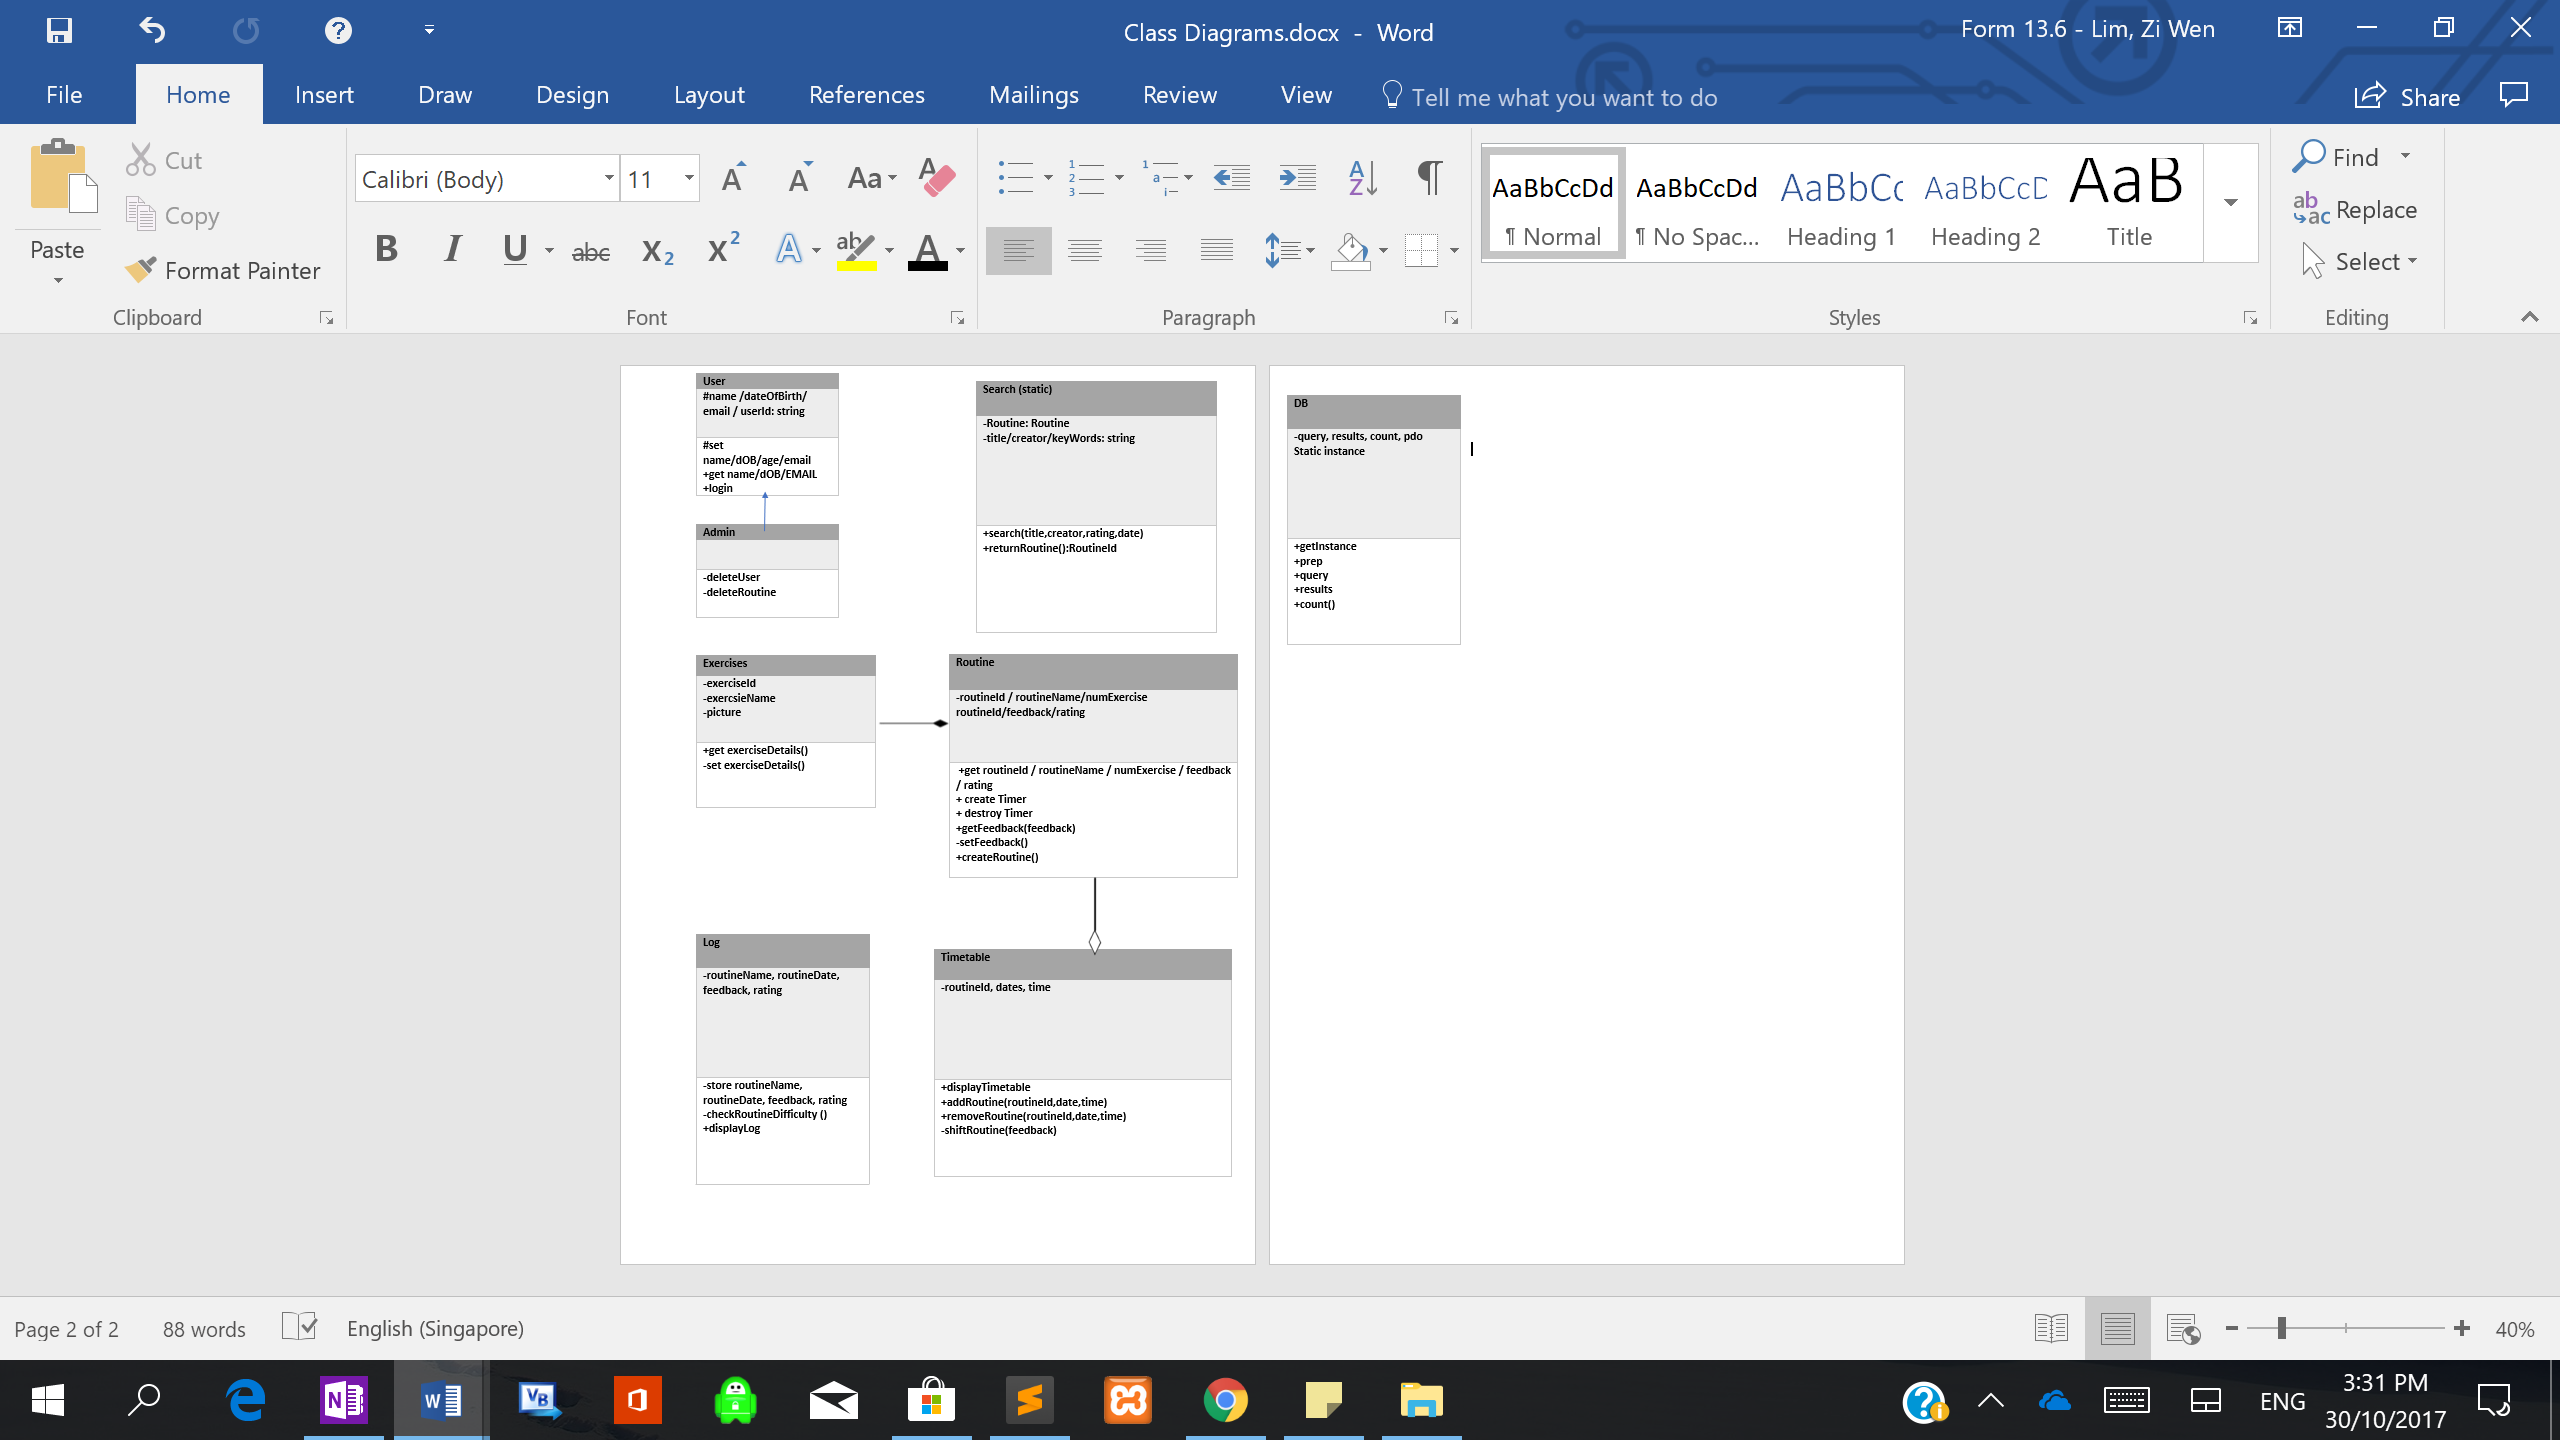 Class Diagrams.docx - Word
Form 13.6 - Lim, Zi Wen
File Home Insert Draw Design Layout References Mailings Review View Tell me what you want to do Share
Paste
Cut
Copy
Format Painter
Clipboard
Calibri (Body) 11
Font
Paragraph
AaBbCcDd AaBbCcDd AaBbCc AaBbCcD AaB
¶ Normal ¶ No Spac... Heading 1 Heading 2 Title
Styles
Find
Replace
Select
Editing
User
#name /dateOfBirth/
email / userId: string
#set
name/dOB/age/email
+get name/dOB/EMAIL
+login
Admin
-deleteUser
-deleteRoutine
Search (static)
-Routine: Routine
-title/creator/keyWords: string
+search(title,creator,rating,date)
+returnRoutine():RoutineId
Exercises
-exerciseId
-exercsieName
-picture
+get exerciseDetails()
-set exerciseDetails()
Routine
-routineId / routineName/numExercise
routineId/feedback/rating
+get routineId / routineName / numExercise / feedback
/ rating
+ create Timer
+ destroy Timer
+getFeedback(feedback)
-setFeedback()
+createRoutine()
Log
-routineName, routineDate,
feedback, rating
-store routineName,
routineDate, feedback, rating
-checkRoutineDifficulty ()
+displayLog
Timetable
-routineId, dates, time
+displayTimetable
+addRoutine(routineId,date,time)
+removeRoutine(routineId,date,time)
-shiftRoutine(feedback)
DB
-query, results, count, pdo
Static instance
+getInstance
+prep
+query
+results
+count()
Page 2 of 2 88 words English (Singapore) 40%
ENG
3:31 PM
30/10/2017